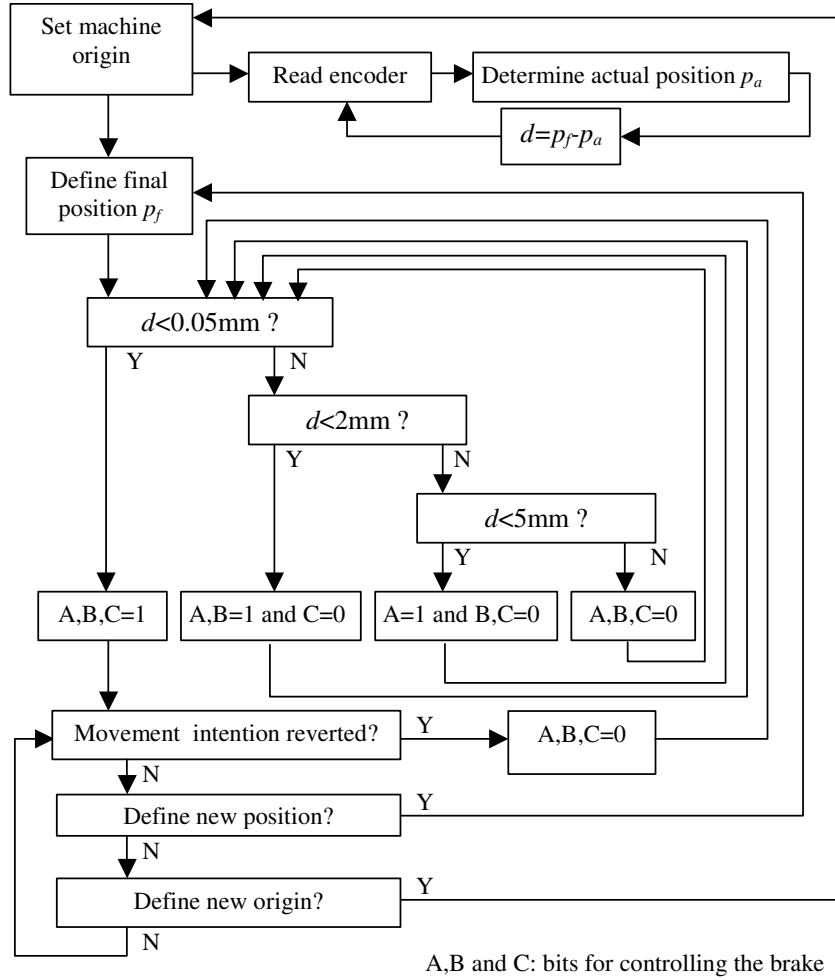 Set machine
origin
Read encoder
Determine actual position pₐ
d=p_f-pₐ
Define final
position p_f
d<0.05mm ?
Y
N
d<2mm ?
Y
N
d<5mm ?
Y
N
A,B,C=1
A,B=1 and C=0
A=1 and B,C=0
A,B,C=0
Movement intention reverted?
Y
A,B,C=0
N
Define new position?
Y
N
Define new origin?
Y
N
A,B and C: bits for controlling the brake